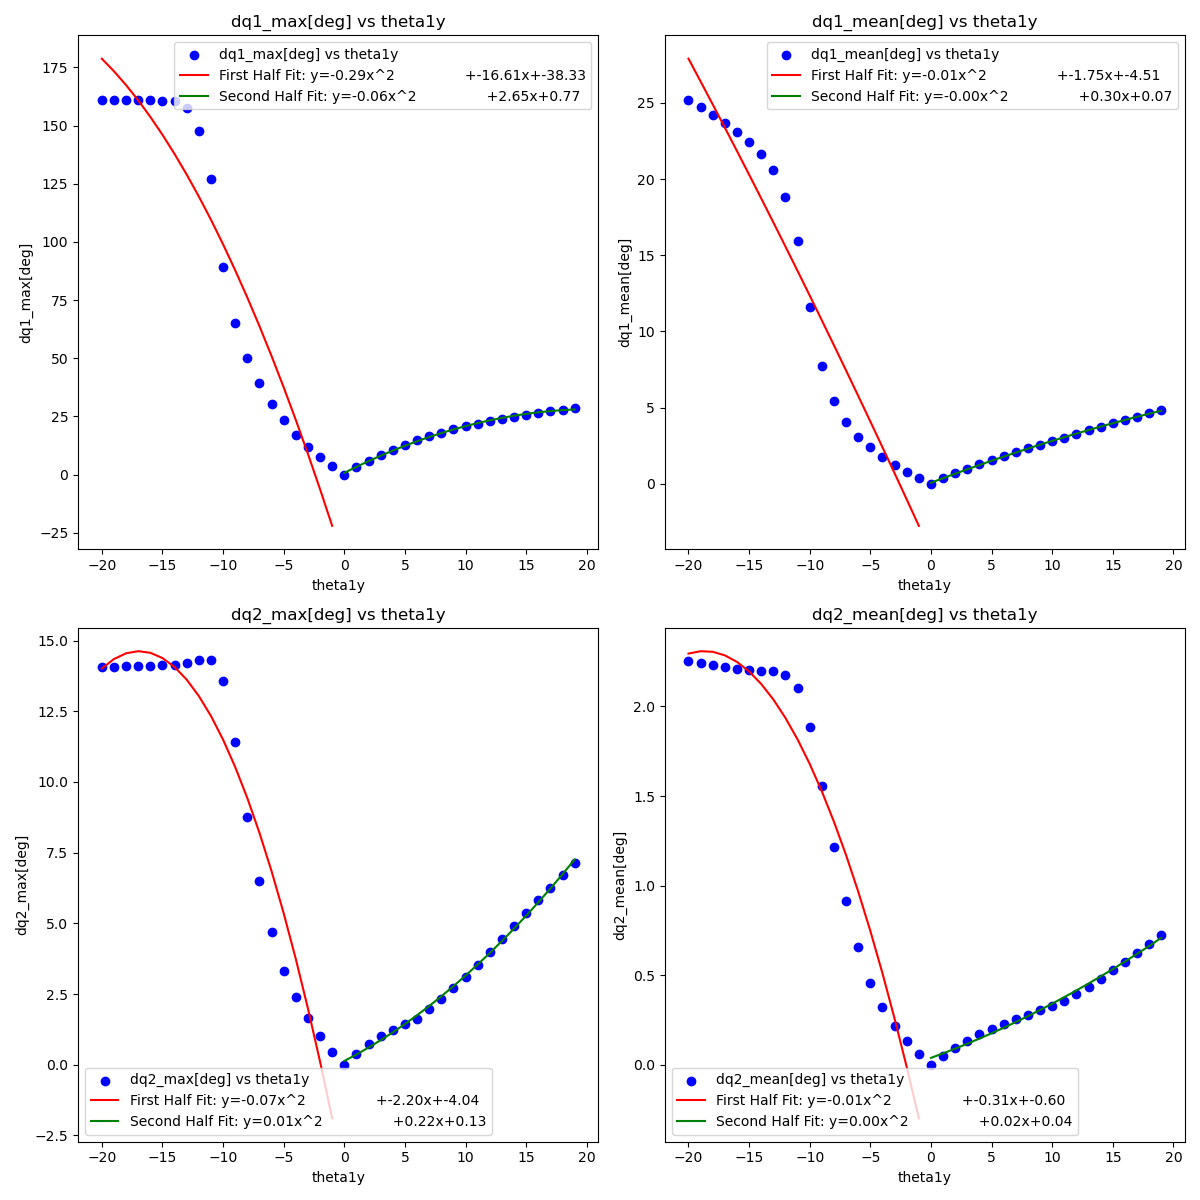 dq1_max[deg] vs theta1y
dq1_max[deg] vs theta1y
First Half Fit: y=-0.29x^2 +-16.61x+-38.33
Second Half Fit: y=-0.06x^2 +2.65x+0.77
175
150
125
100
75
50
25
0
−25
dq1_max[deg]
−20 −15 −10 −5 0 5 10 15 20
theta1y
dq1_mean[deg] vs theta1y
dq1_mean[deg] vs theta1y
First Half Fit: y=-0.01x^2 +-1.75x+-4.51
Second Half Fit: y=-0.00x^2 +0.30x+0.07
25
20
15
10
5
0
dq1_mean[deg]
−20 −15 −10 −5 0 5 10 15 20
theta1y
dq2_max[deg] vs theta1y
15.0
12.5
10.0
7.5
5.0
2.5
0.0
−2.5
dq2_max[deg]
dq2_max[deg] vs theta1y
First Half Fit: y=-0.07x^2 +-2.20x+-4.04
Second Half Fit: y=0.01x^2 +0.22x+0.13
−20 −15 −10 −5 0 5 10 15 20
theta1y
dq2_mean[deg] vs theta1y
2.0
1.5
1.0
0.5
0.0
dq2_mean[deg]
dq2_mean[deg] vs theta1y
First Half Fit: y=-0.01x^2 +-0.31x+-0.60
Second Half Fit: y=0.00x^2 +0.02x+0.04
−20 −15 −10 −5 0 5 10 15 20
theta1y